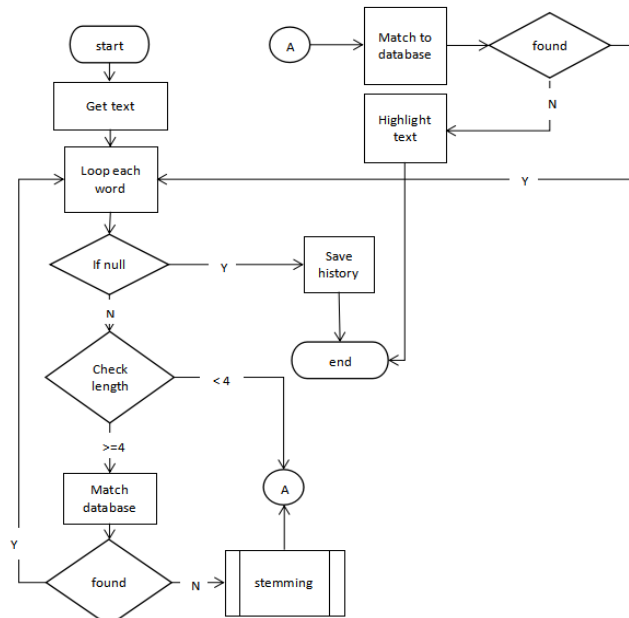 start
Get text
Loop each
word
If null
Y
Save
history
N
end
Check
length
< 4
>=4
Match
database
A
found
N
stemming
Y
A
Match to
database
found
N
Highlight
text
Y